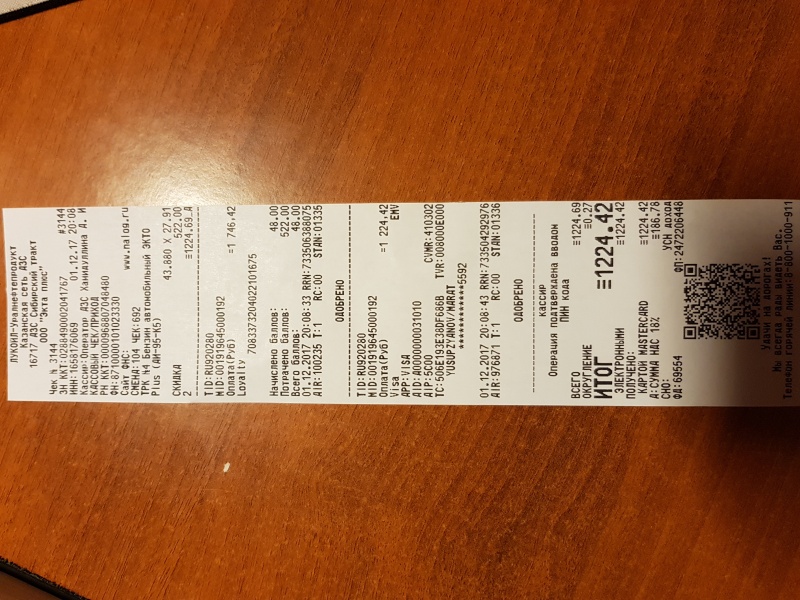 ЛУКОЙЛ-Уралнефтепродукт
Казанская сеть АЗС
16717 АЗС Сибирский тракт
ООО "Экта плюс"
Чек N 3144 #3144
ЗН ККТ:0288490002041767
ИНН:1658176069 01.12.17 20:08
Кассир:Оператор АЗС Хамидуллина А. И
КАССОВЫЙ ЧЕК/ПРИХОД
РН ККТ:0000968807048480
ФН:8710000101023330
Сайт ФНС: www.nalog.ru
СМЕНА:104 ЧЕК:692
ТРК N4 Бензин автомобильный ЭКТО
Plus (АИ-95-К5)
43.880 X 27.91
СКИДКА 522.00
2 ≡1224.69_А
TID:RU920280
MID:001919645000192
Оплата(Руб) =1 746.42
Loyalty
7083373204022101675
Начислено баллов: 48.00
Потрачено баллов: 522.00
Всего баллов: 48.00
01.12.2017 20:08:33 RRN:733506388075
AIR:100235 T:1 RC:00 STAN:01335
ОДОБРЕНО
TID:RU920280
MID:001919645000192
Оплата(Руб) =1 224.42
Visa EMV
APP:VISA
AID:A0000000031010
AIP:5C00 CVMR:410302
TC:506E193E38DF686B TVR:008000E000
YUSUPZYANOV/MARAT
************5592
01.12.2017 20:08:43 RRN:733504292976
AIR:976871 T:1 RC:00 STAN:01336
ОДОБРЕНО
кассир
Операция подтверждена вводом
ПИН кода
ВСЕГО ≡1224.69
ОКРУГЛЕНИЕ ≡0.27
ИТОГ ≡1224.42
ЭЛЕКТРОННЫМИ ≡1224.42
ПОЛУЧЕНО:
КАРТОЙ MASTERCARD ≡1224.42
А:СУММА НДС 18% ≡186.78
СНО: УСН ДОХОД
ФД:69554 ФП:2472206448
Удачи на дорогах!
Мы всегда рады видеть Вас.
Телефон горячей линии:8-800-1000-911